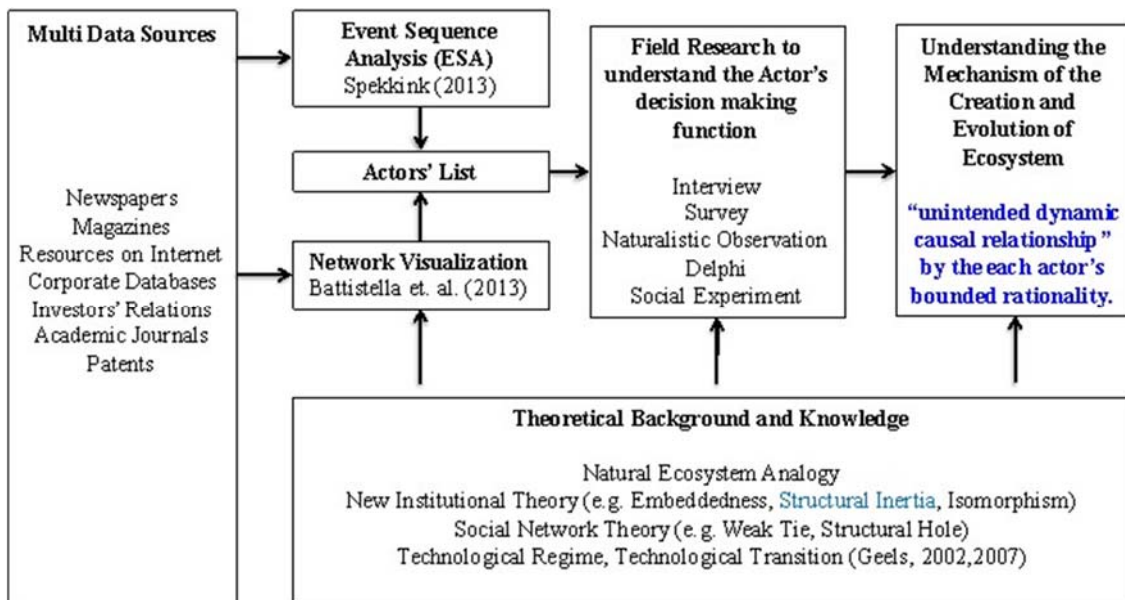 Multi Data Sources
Newspapers
Magazines
Resources on Internet
Corporate Databases
Investors' Relations
Academic Journals
Patents
Event Sequence
Analysis (ESA)
Spekkink (2013)
Actors' List
Network Visualization
Battistella et. al. (2013)
Field Research to
understand the Actor's
decision making
function
Interview
Survey
Naturalistic Observation
Delphi
Social Experiment
Understanding the
Mechanism of the
Creation and
Evolution of
Ecosystem
“unintended dynamic
causal relationship”
by the each actor's
bounded rationality.
Theoretical Background and Knowledge
Natural Ecosystem Analogy
New Institutional Theory (e.g. Embeddedness, Structural Inertia, Isomorphism)
Social Network Theory (e.g. Weak Tie, Structural Hole)
Technological Regime, Technological Transition (Geels, 2002,2007)